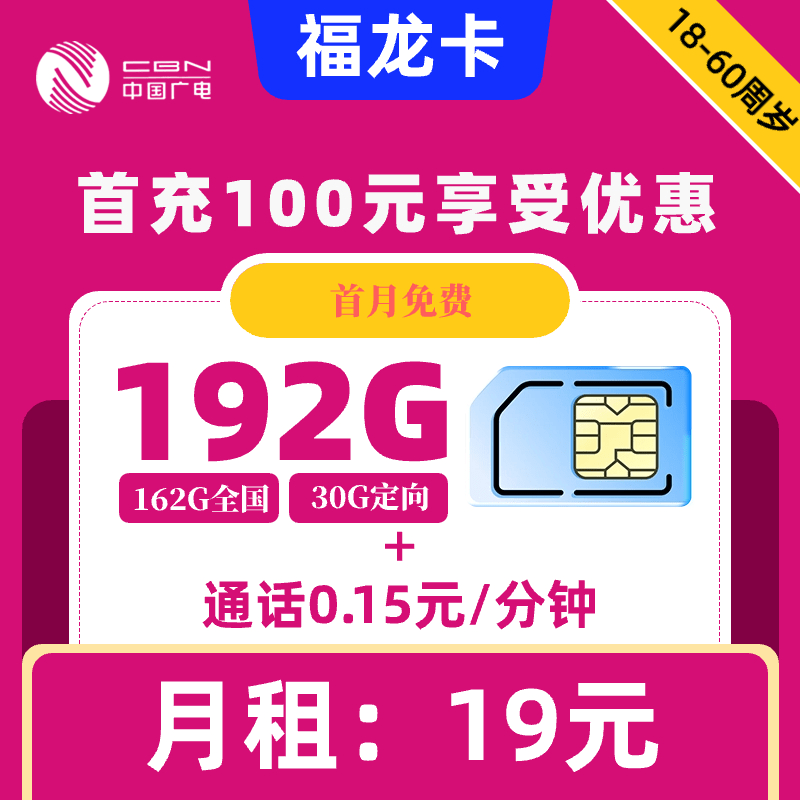 福龙卡
CBN
中国广电
18-60周岁
首充100元享受优惠
首月免费
192G
162G全国
30G定向
+
通话0.15元/分钟
月租：19元